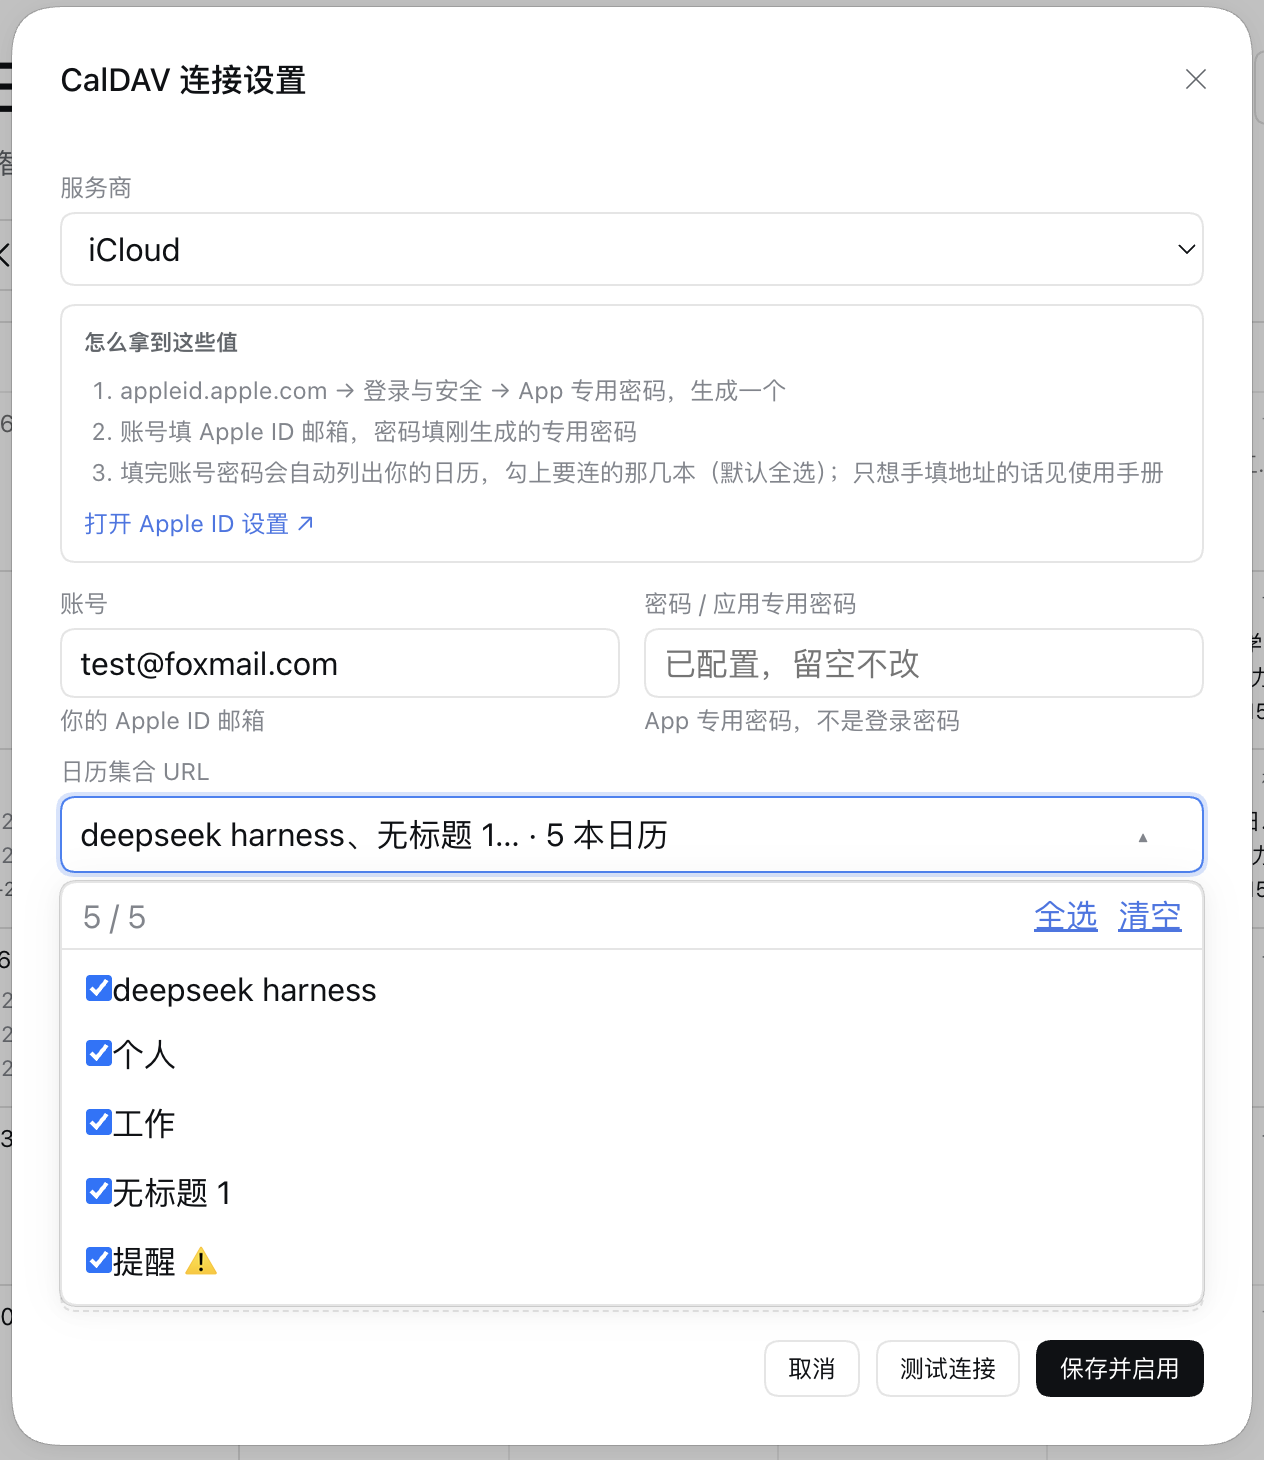 CalDAV 连接设置
服务商
iCloud
怎么拿到这些值
1. appleid.apple.com → 登录与安全 → App 专用密码，生成一个
2. 账号填 Apple ID 邮箱，密码填刚生成的专用密码
3. 填完账号密码会自动列出你的日历，勾上要连的那几本（默认全选）；只想手填地址的话见使用手册
打开 Apple ID 设置 ↗
账号
密码 / 应用专用密码
test@foxmail.com
已配置，留空不改
你的 Apple ID 邮箱
App 专用密码，不是登录密码
日历集合 URL
deepseek harness、无标题 1... · 5 本日历
5 / 5
全选 清空
deepseek harness
个人
工作
无标题 1
提醒 ⚠️
取消
测试连接
保存并启用